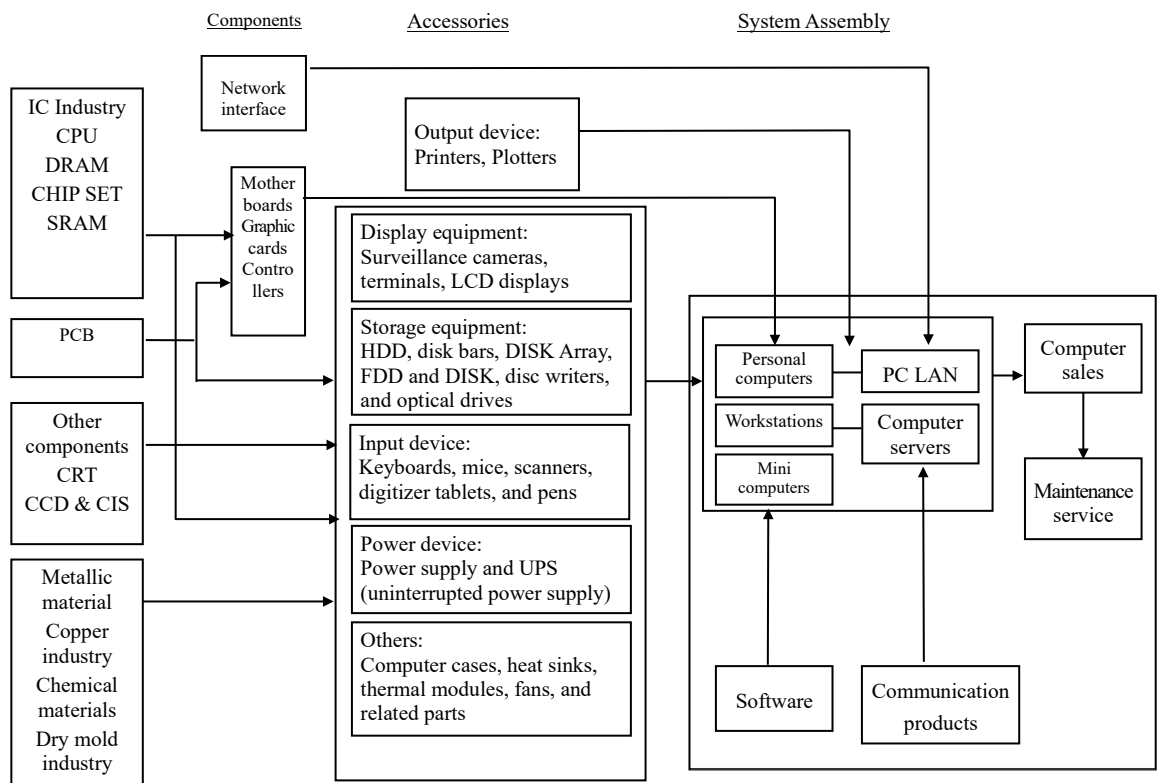 Components
Accessories
System Assembly
Network
interface
IC Industry
CPU
DRAM
CHIP SET
SRAM
Output device:
Printers, Plotters
Mother
boards
Graphic
cards
Contro
llers
Display equipment:
Surveillance cameras,
terminals, LCD displays
PCB
Storage equipment:
HDD, disk bars, DISK Array,
FDD and DISK, disc writers,
and optical drives
Personal
computers
PC LAN
Computer
sales
Other
components
CRT
CCD & CIS
Input device:
Keyboards, mice, scanners,
digitizer tablets, and pens
Workstations
Computer
servers
Mini
computers
Maintenance
service
Power device:
Power supply and UPS
(uninterrupted power supply)
Metallic
material
Copper
industry
Chemical
materials
Dry mold
industry
Others:
Computer cases, heat sinks,
thermal modules, fans, and
related parts
Software
Communication
products